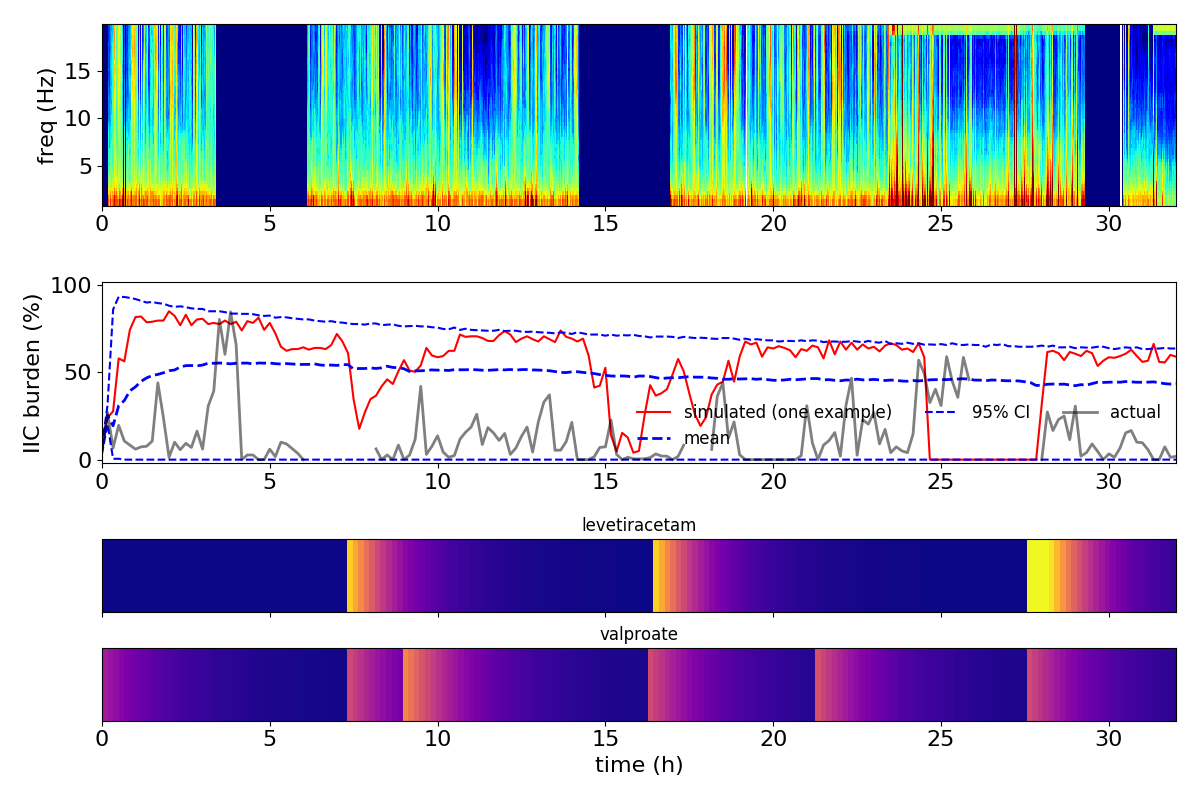 freq (Hz)
15
10
5
0 5 10 15 20 25 30
IIC burden (%)
100
50
0
simulated (one example) 95% CI actual
mean
0 5 10 15 20 25 30
levetiracetam
valproate
0 5 10 15 20 25 30
time (h)